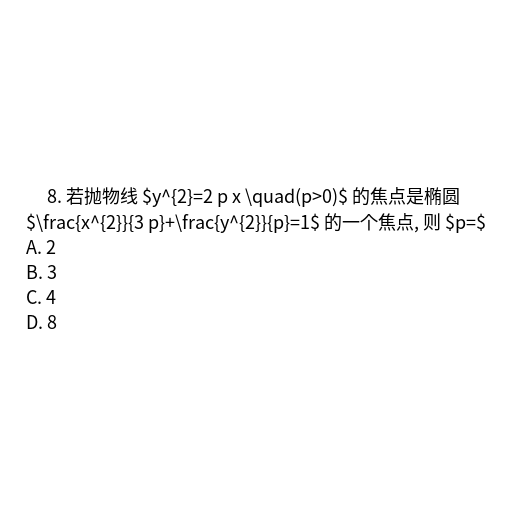 8. 若抛物线 $y^{2}=2 p x \quad(p>0)$ 的焦点是椭圆
$\frac{x^{2}}{3 p}+\frac{y^{2}}{p}=1$ 的一个焦点, 则 $p=$
A. 2
B. 3
C. 4
D. 8